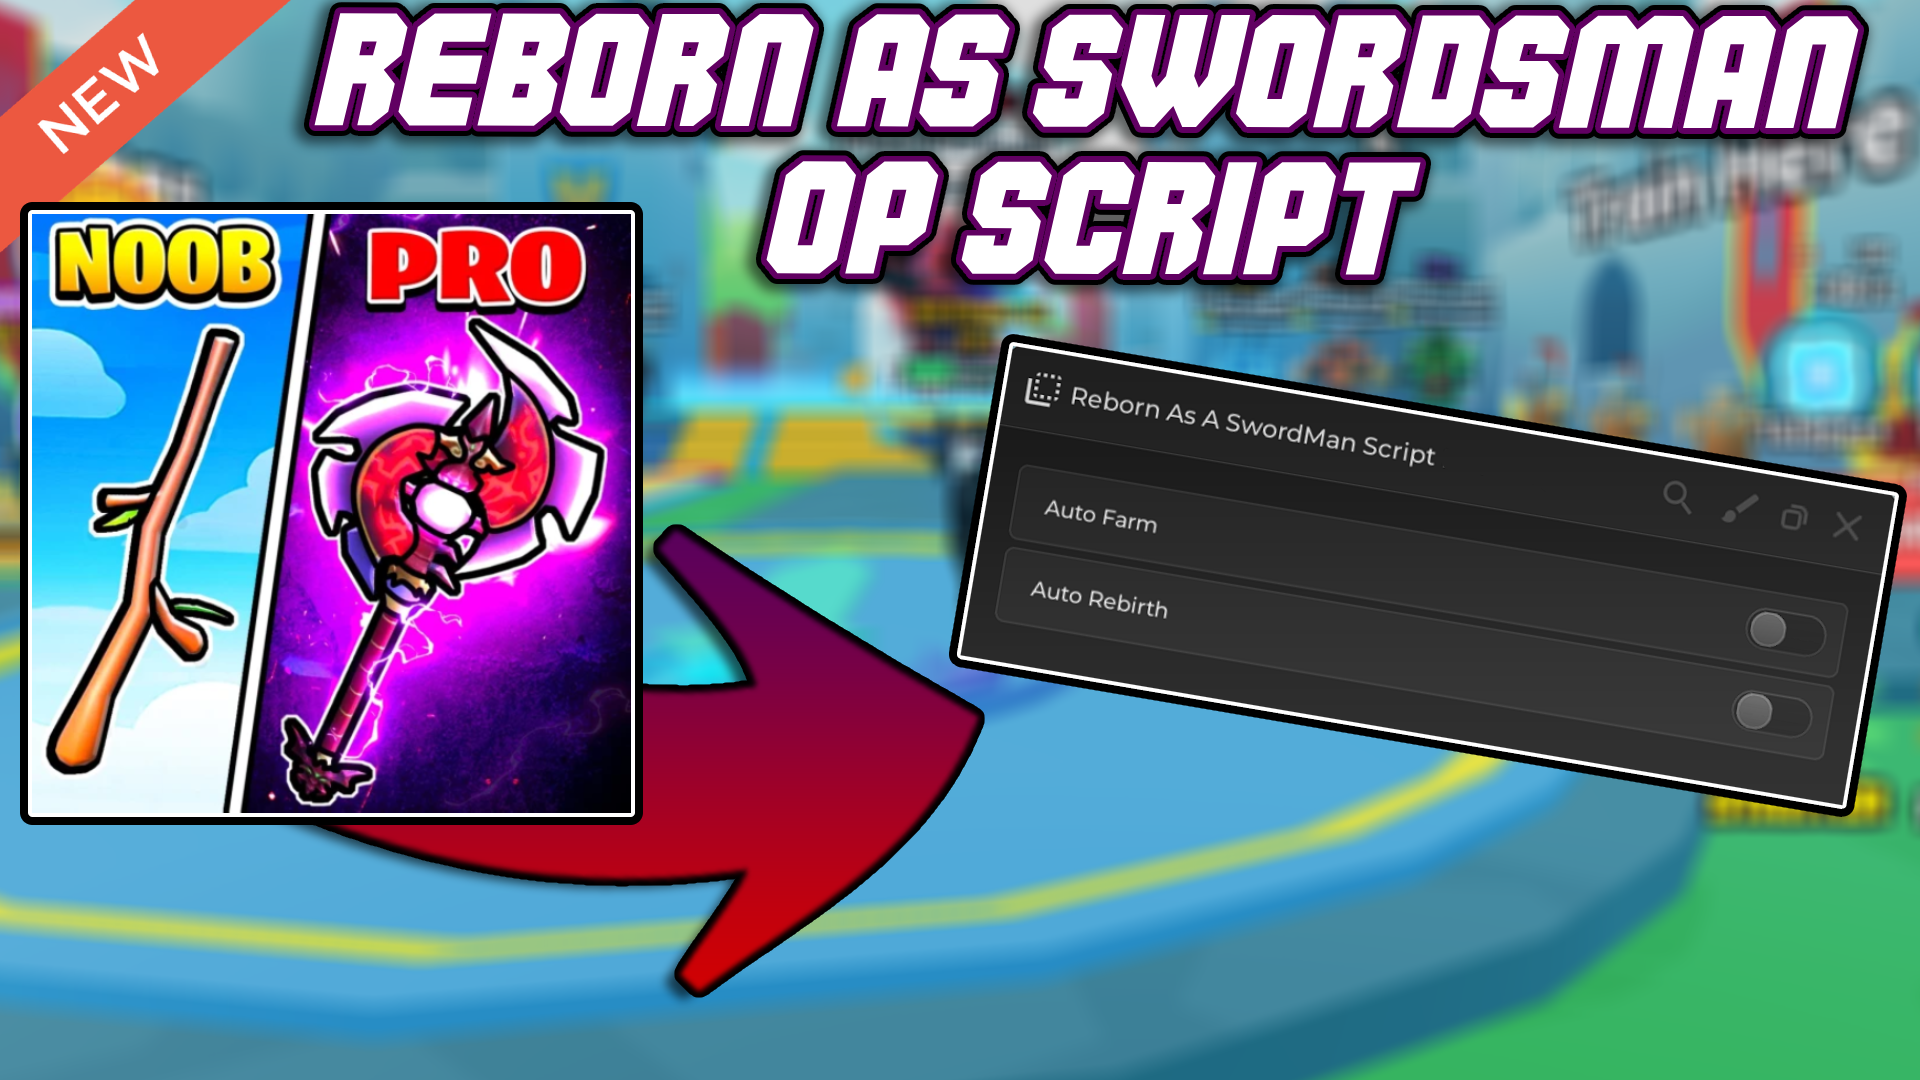 NEW
REBORN AS SWORDSMAN
OP SCRIPT
NOOB
PRO
Reborn As A SwordMan Script
Auto Farm
Auto Rebirth